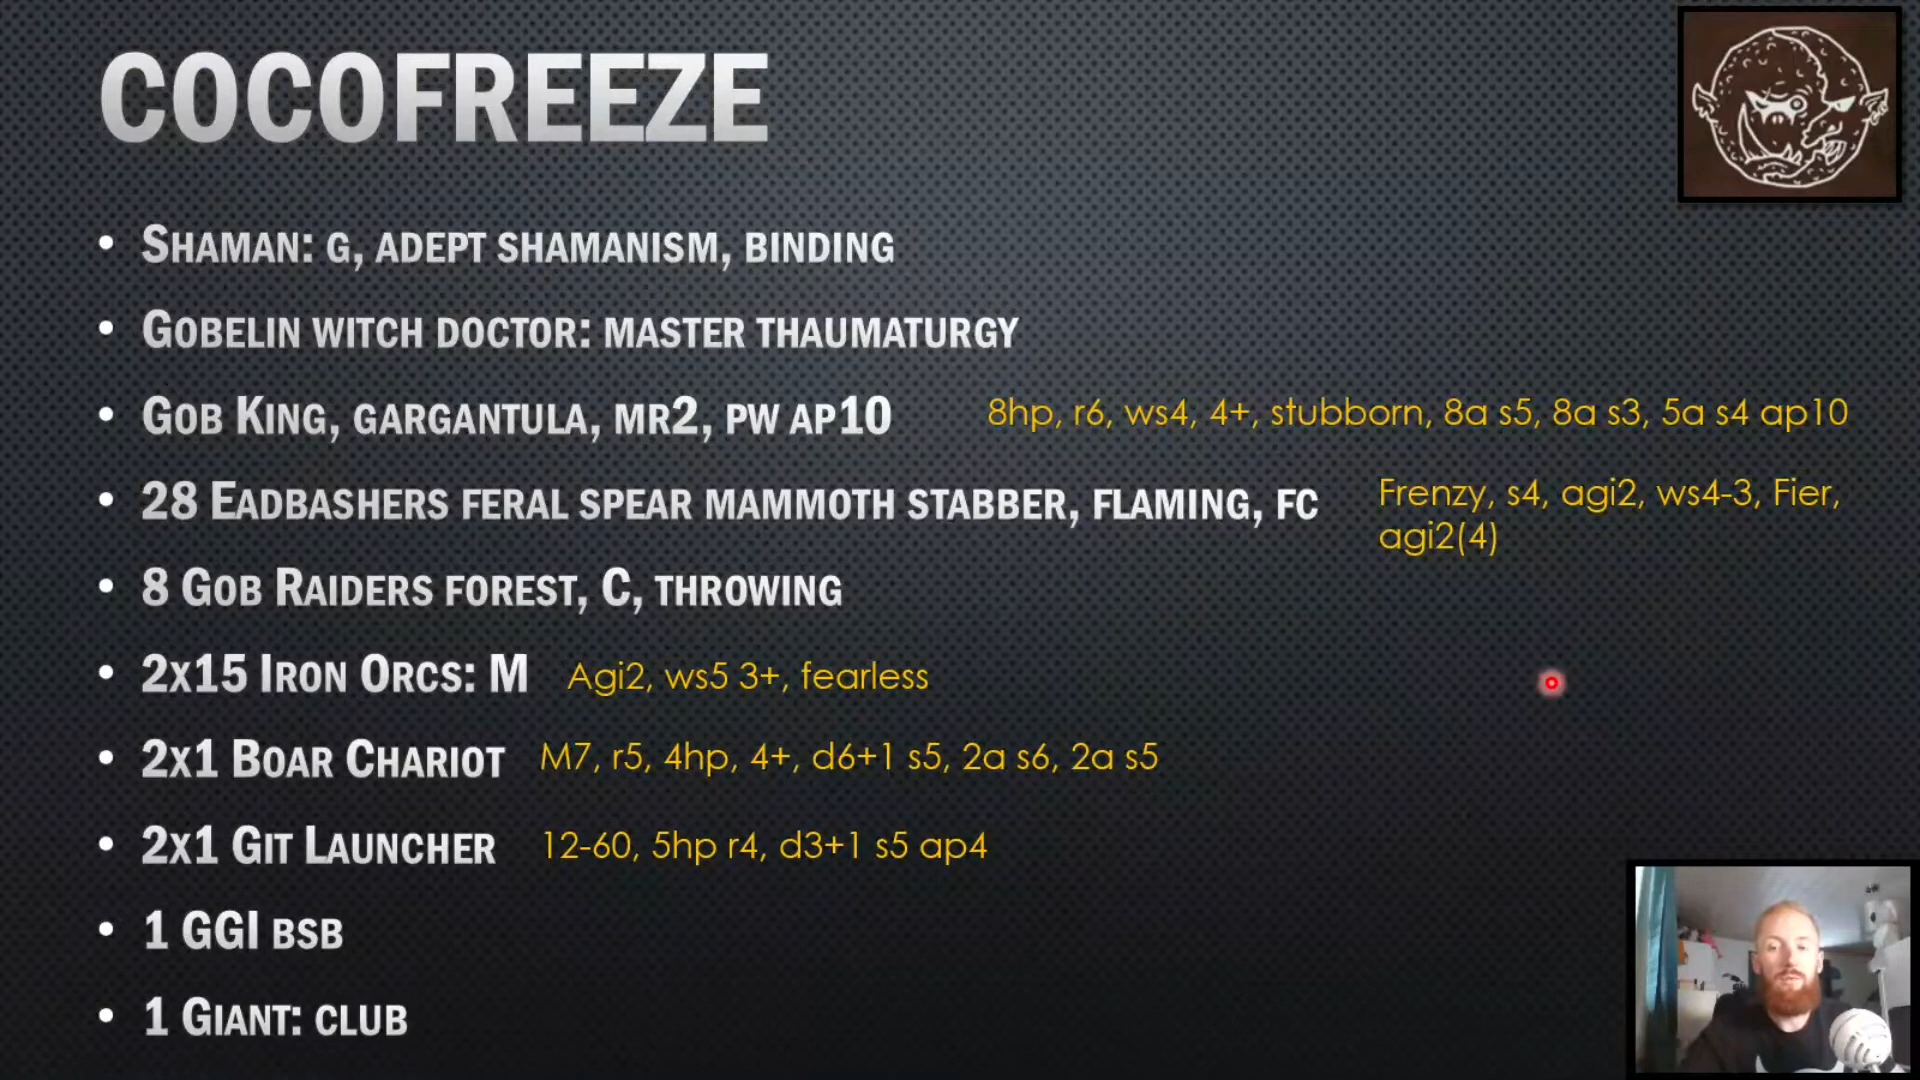 COCOFREEZE
• SHAMAN: G, ADEPT SHAMANISM, BINDING
• GOBELIN WITCH DOCTOR: MASTER THAUMATURGY
• GOB KING, GARGANTULA, MR2, PW AP10 8hp, r6, ws4, 4+, stubborn, 8a s5, 8a s3, 5a s4 ap10
• 28 EADBASHERS FERAL SPEAR MAMMOTH STABBER, FLAMING, FC Frenzy, s4, agi2, ws4-3, Fier,
agi2(4)
• 8 GOB RAIDERS FOREST, C, THROWING
• 2X15 IRON ORCS: M Agi2, ws5 3+, fearless
• 2X1 BOAR CHARIOT M7, r5, 4hp, 4+, d6+1 s5, 2a s6, 2a s5
• 2X1 GIT LAUNCHER 12-60, 5hp r4, d3+1 s5 ap4
• 1 GGI BSB
• 1 GIANT: CLUB